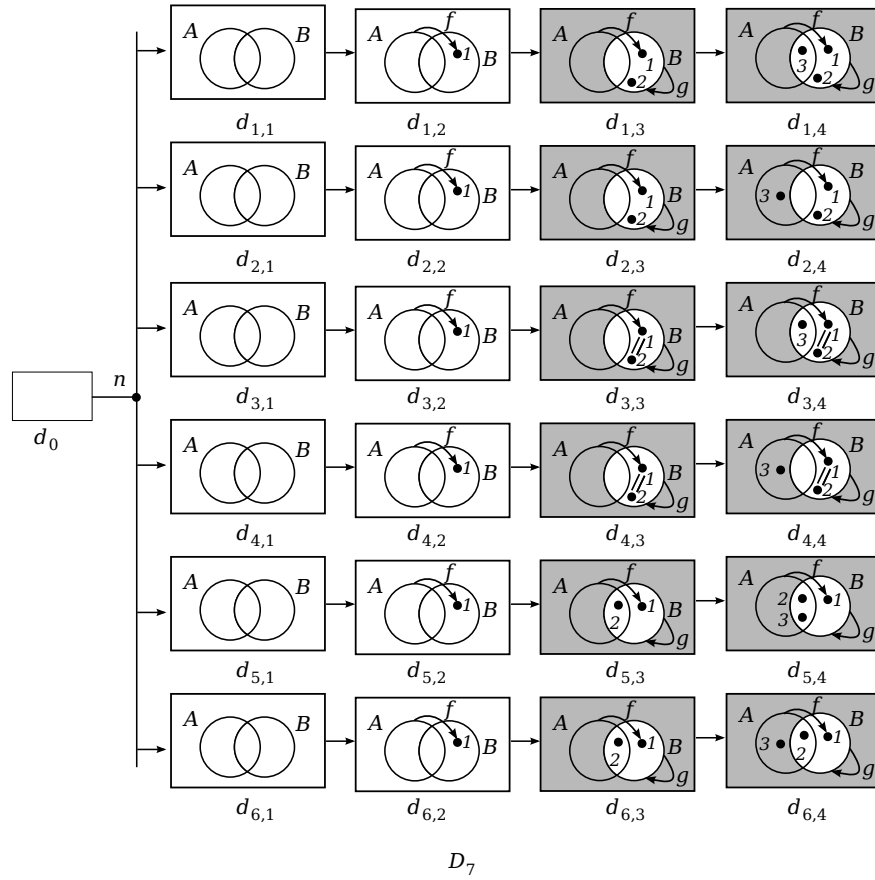 A B A f B 1 A f B 1 2 g A f B 3 1 2 g
d1,1 d1,2 d1,3 d1,4
A B A f B 1 A f B 1 2 g A f B 3 1 2 g
d2,1 d2,2 d2,3 d2,4
A B A f B 1 A f B 1 2 g A f B 3 1 2 g
n
d3,1 d3,2 d3,3 d3,4
d0
A B A f B 1 A f B 1 2 g A f B 3 1 2 g
d4,1 d4,2 d4,3 d4,4
A B A f B 1 A f B 2 1 g A f B 2 3 1 g
d5,1 d5,2 d5,3 d5,4
A B A f B 1 A f B 2 1 g A f B 3 2 1 g
d6,1 d6,2 d6,3 d6,4
D7